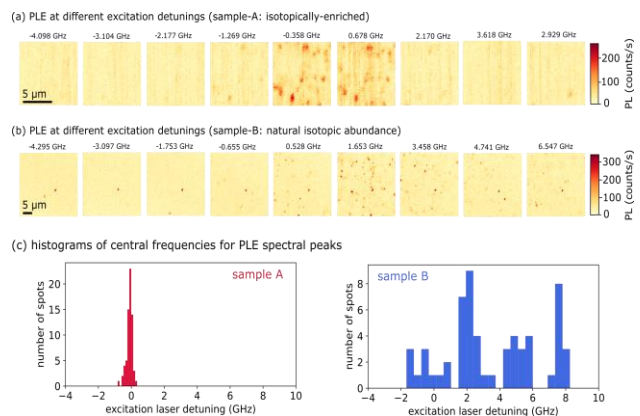 (a) PLE at different excitation detunings (sample-A: isotopically-enriched)
-4.098 GHz -3.104 GHz -2.177 GHz -1.269 GHz -0.358 GHz 0.678 GHz 2.170 GHz 3.618 GHz 2.929 GHz
5 μm
200
100
0
PL (counts/s)
(b) PLE at different excitation detunings (sample-B: natural isotopic abundance)
-4.295 GHz -3.097 GHz -1.753 GHz -0.655 GHz 0.528 GHz 1.653 GHz 3.458 GHz 4.741 GHz 6.547 GHz
5 μm
300
200
100
0
PL (counts/s)
(c) histograms of central frequencies for PLE spectral peaks
sample A
number of spots
20
15
10
5
0
−4 −2 0 2 4 6 8 10
excitation laser detuning (GHz)
sample B
number of spots
8
6
4
2
0
−4 −2 0 2 4 6 8 10
excitation laser detuning (GHz)